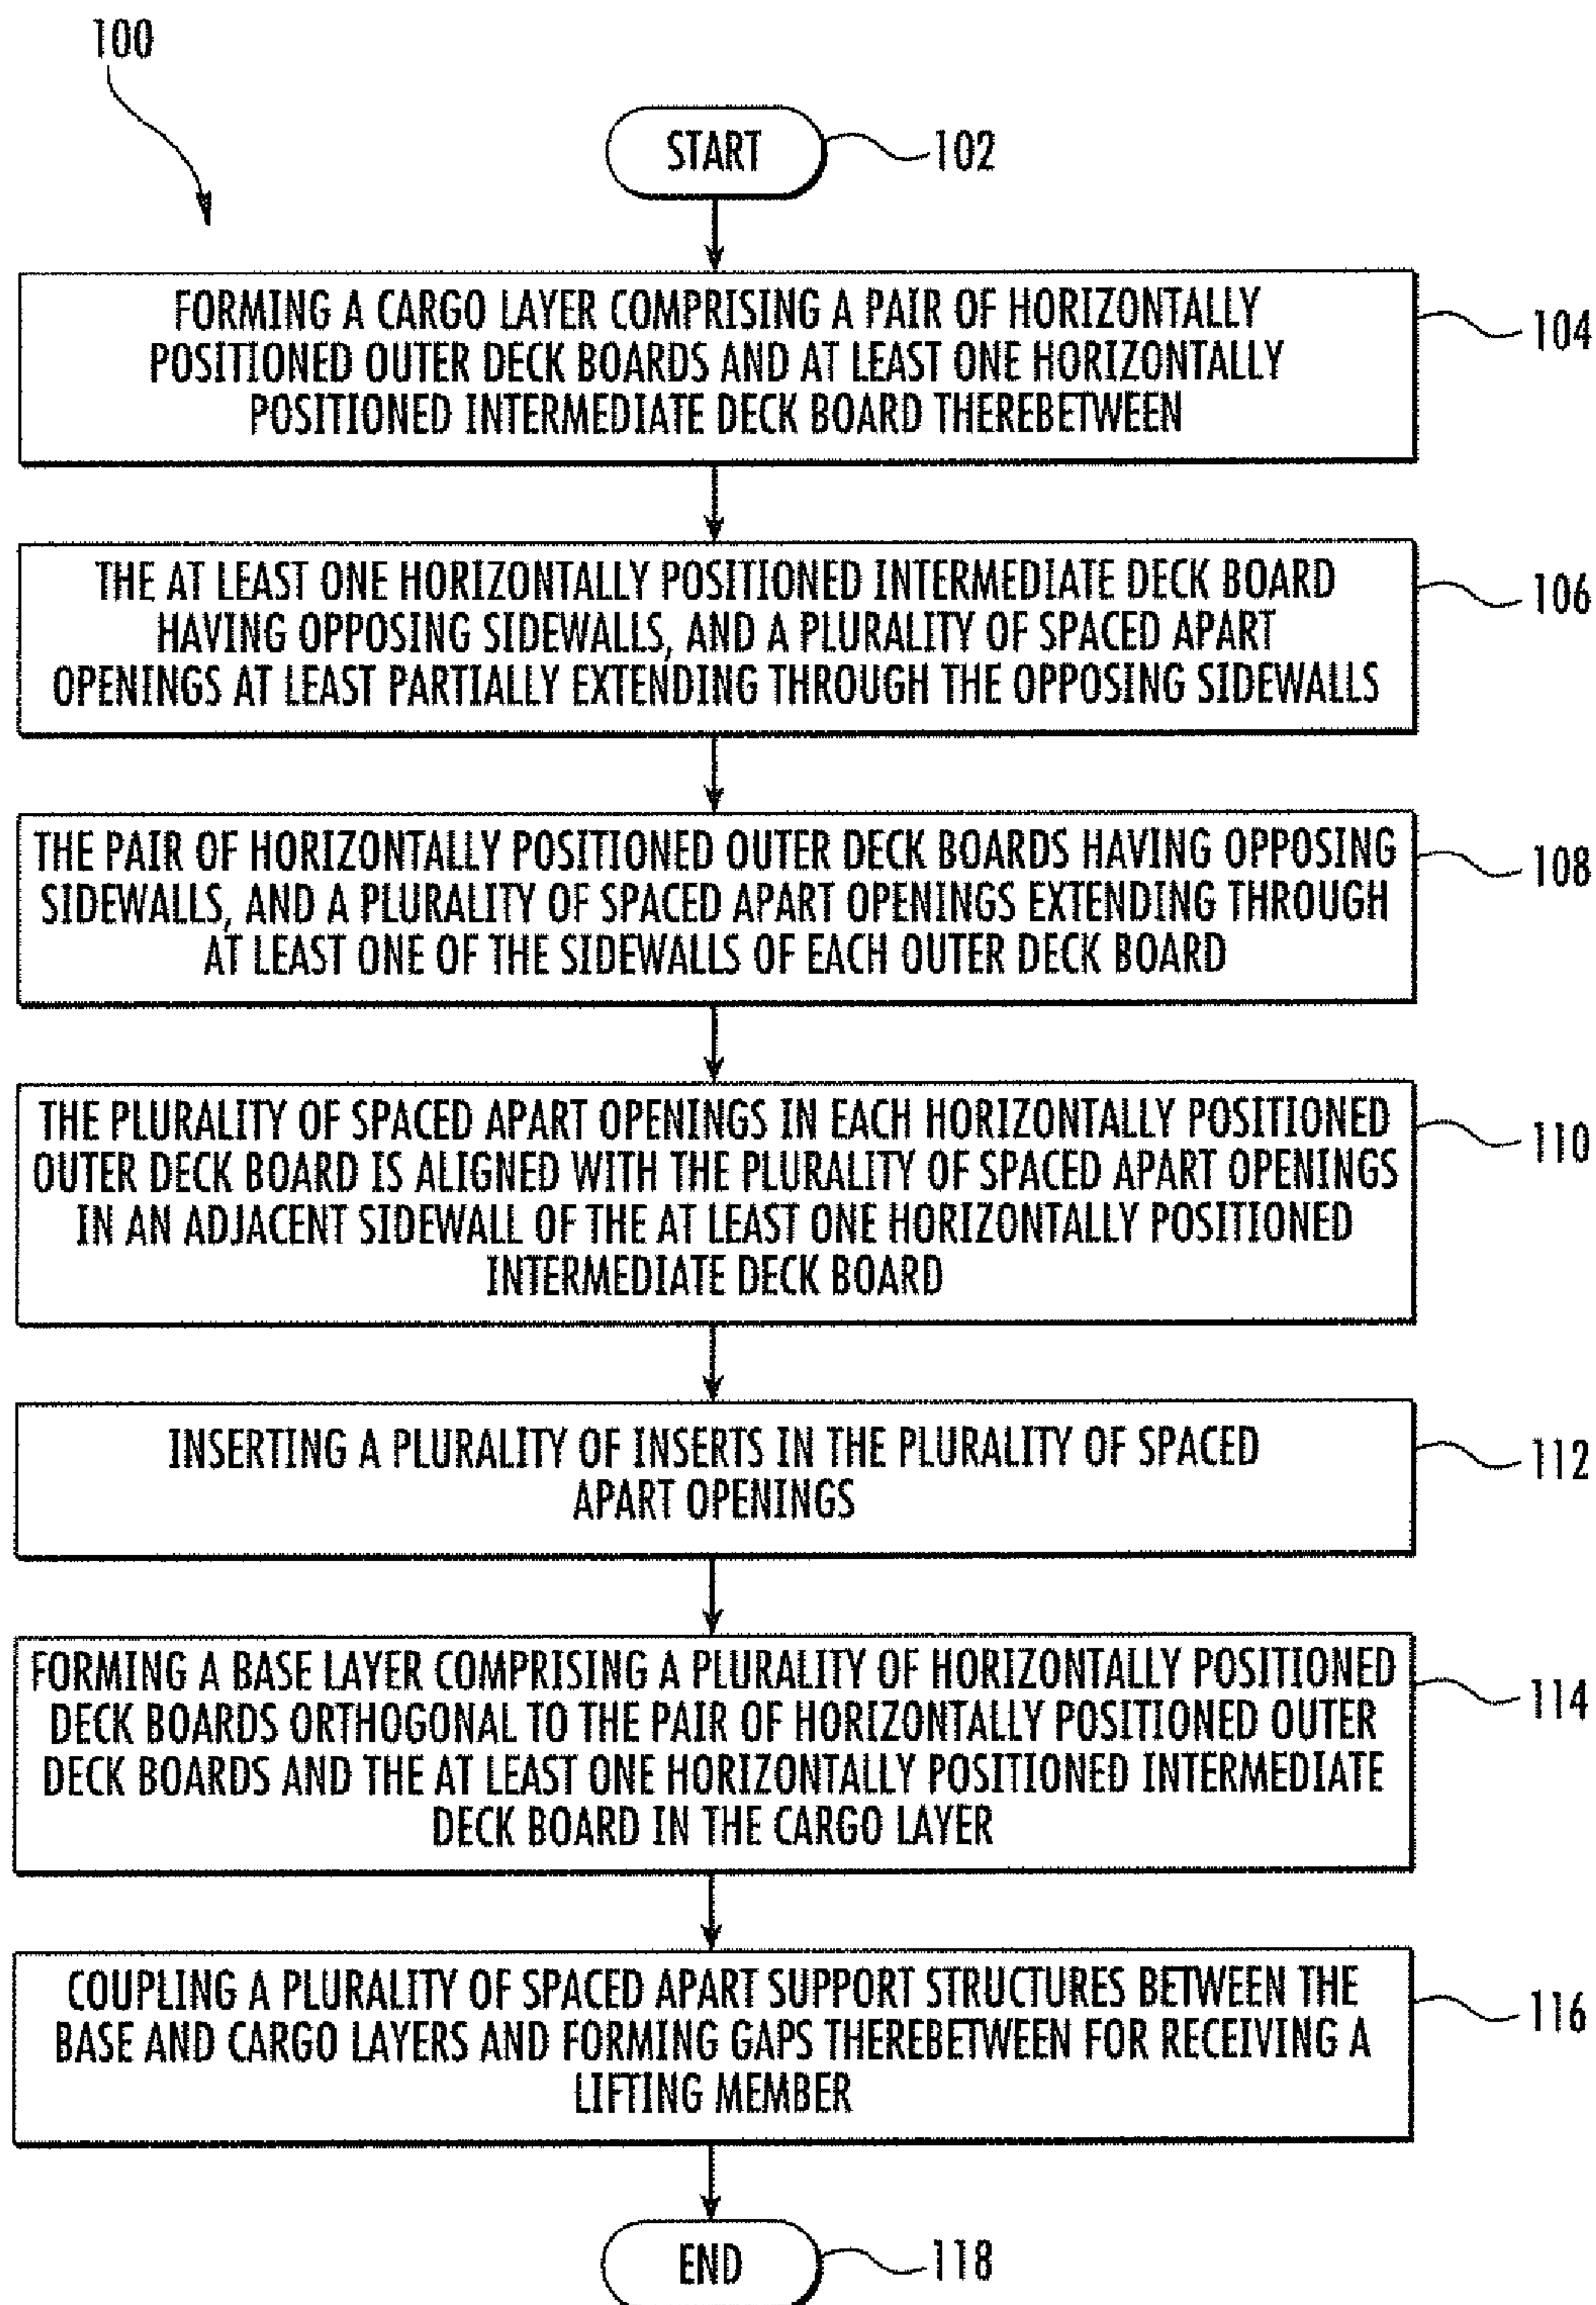 100
START
102
FORMING A CARGO LAYER COMPRISING A PAIR OF HORIZONTALLY
POSITIONED OUTER DECK BOARDS AND AT LEAST ONE HORIZONTALLY
POSITIONED INTERMEDIATE DECK BOARD THEREBETWEEN
104
THE AT LEAST ONE HORIZONTALLY POSITIONED INTERMEDIATE DECK BOARD
HAVING OPPOSING SIDEWALLS, AND A PLURALITY OF SPACED APART
OPENINGS AT LEAST PARTIALLY EXTENDING THROUGH THE OPPOSING SIDEWALLS
106
THE PAIR OF HORIZONTALLY POSITIONED OUTER DECK BOARDS HAVING OPPOSING
SIDEWALLS, AND A PLURALITY OF SPACED APART OPENINGS EXTENDING THROUGH
AT LEAST ONE OF THE SIDEWALLS OF EACH OUTER DECK BOARD
108
THE PLURALITY OF SPACED APART OPENINGS IN EACH HORIZONTALLY POSITIONED
OUTER DECK BOARD IS ALIGNED WITH THE PLURALITY OF SPACED APART OPENINGS
IN AN ADJACENT SIDEWALL OF THE AT LEAST ONE HORIZONTALLY POSITIONED
INTERMEDIATE DECK BOARD
110
INSERTING A PLURALITY OF INSERTS IN THE PLURALITY OF SPACED
APART OPENINGS
112
FORMING A BASE LAYER COMPRISING A PLURALITY OF HORIZONTALLY POSITIONED
DECK BOARDS ORTHOGONAL TO THE PAIR OF HORIZONTALLY POSITIONED OUTER
DECK BOARDS AND THE AT LEAST ONE HORIZONTALLY POSITIONED INTERMEDIATE
DECK BOARD IN THE CARGO LAYER
114
COUPLING A PLURALITY OF SPACED APART SUPPORT STRUCTURES BETWEEN THE
BASE AND CARGO LAYERS AND FORMING GAPS THEREBETWEEN FOR RECEIVING A
LIFTING MEMBER
116
END
118